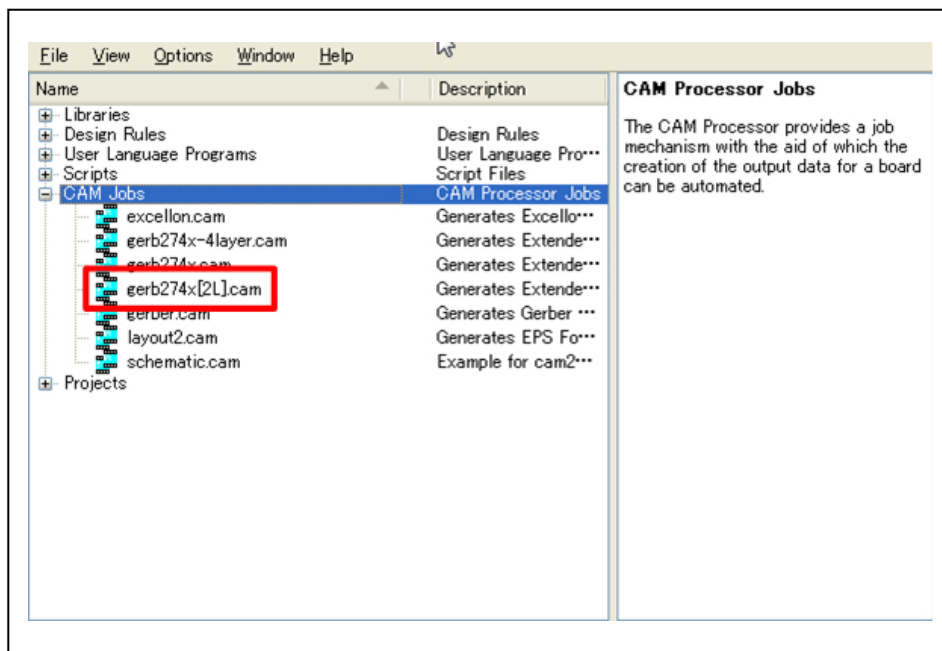 File View Options Window Help
Name Description
Libraries
Design Rules Design Rules
User Language Programs User Language Pro···
Scripts Script Files
CAM Jobs CAM Processor Jobs
excellon.cam Generates Excello···
gerb274x-4layer.cam Generates Extende···
gerb274x.cam Generates Extende···
gerb274x[2L].cam Generates Extende···
gerber.cam Generates Gerber ···
layout2.cam Generates EPS Fo···
schematic.cam Example for cam2···
Projects
CAM Processor Jobs
The CAM Processor provides a job
mechanism with the aid of which the
creation of the output data for a board
can be automated.